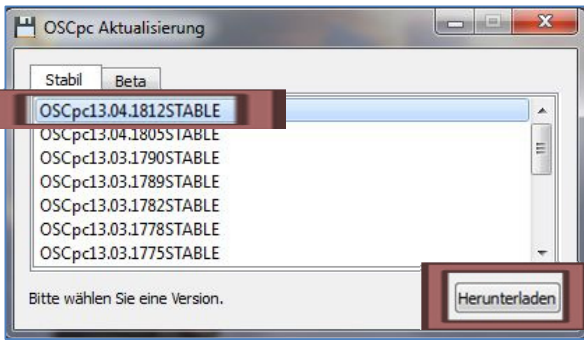 OSCpc Aktualisierung
Stabil Beta
OSCpc13.04.1812STABLE
OSCpc13.04.1805STABLE
OSCpc13.03.1790STABLE
OSCpc13.03.1789STABLE
OSCpc13.03.1782STABLE
OSCpc13.03.1778STABLE
OSCpc13.03.1775STABLE
Bitte wählen Sie eine Version.
Herunterladen